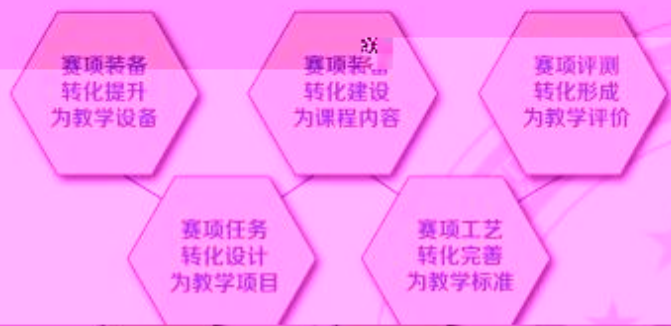 赛项装备
转化提升
为教学设备
赛项装
转化建设
为课程内容
赛项评测
转化形成
为教学评价
赛项任务
转化设计
为教学项目
赛项工艺
转化完善
为教学标准